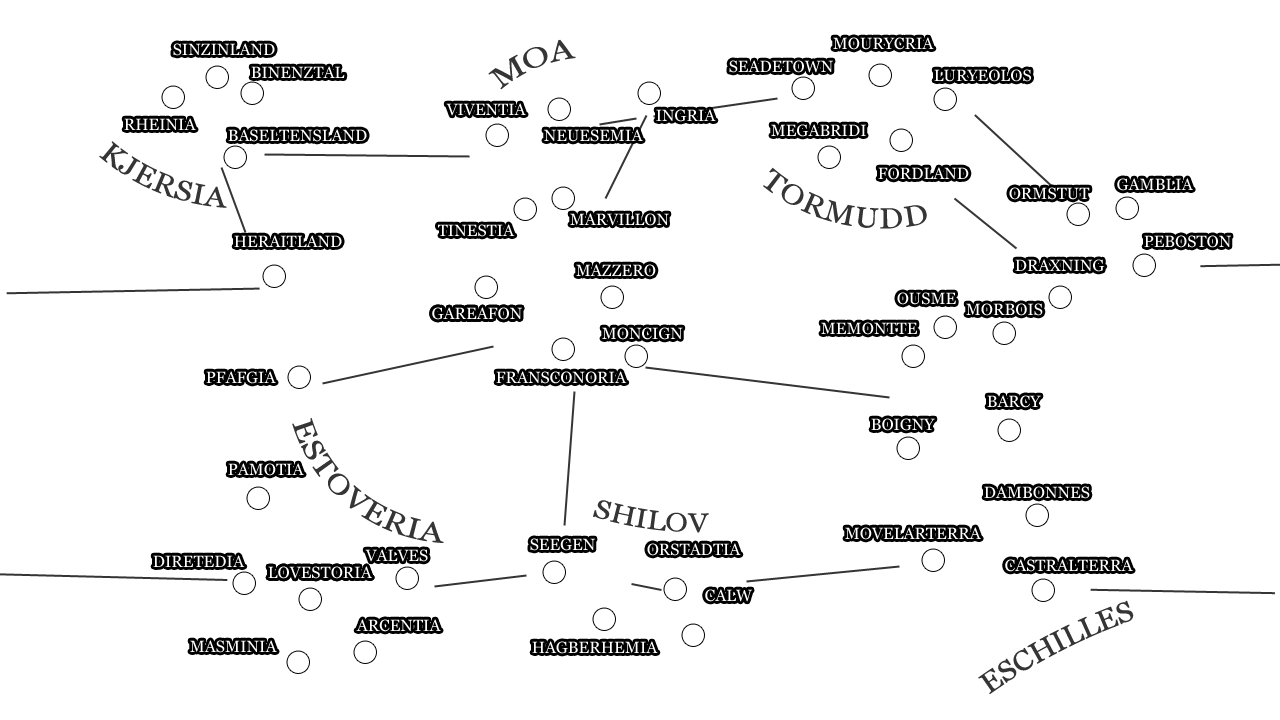 SINZINLAND
BINENZTAL
RHEINIA
BASELTENSLAND
KJERSIA
HERAITLAND
MOA
VIVENTIA
NEUESEMIA
INGRIA
TINESTIA
MARVILLON
MAZZERO
GAREAFON
MONCIGN
FRANSCONORIA
SEADETOWN
MOURYCRIA
LURYEOLOS
MEGABRIDI
FORDLAND
TORMUDD
ORMSTUT
GAMBLIA
PEBOSTON
DRAXNING
OUSME
MORBOIS
MEMONTTE
BARCY
BOIGNY
DAMBONNES
MOVELARTERRA
CASTRALTERRA
ESCHILLES
PFAFGIA
ESTOVERIA
PAMOTIA
DIRETEDIA
LOVESTORIA
VALVES
ARCENTIA
MASMINIA
SHILOV
SEEGEN
ORSTADTIA
CALW
HAGBERHEMIA